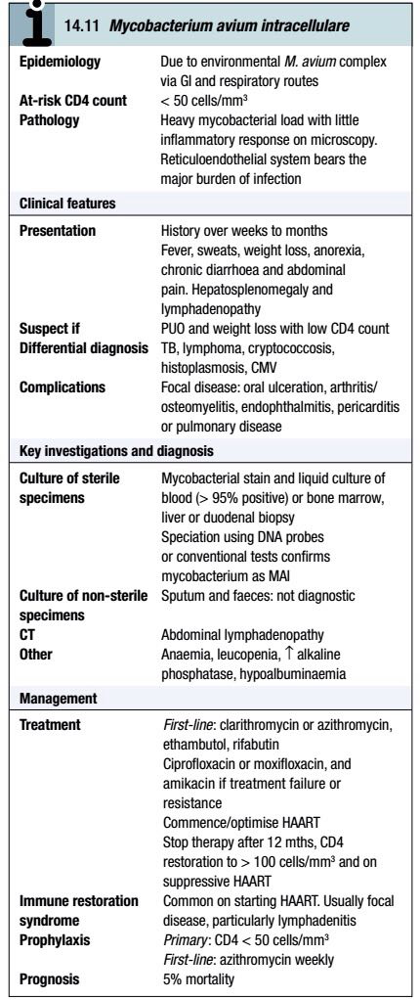 i
14.11 Mycobacterium avium intracellulare
Epidemiology Due to environmental M. avium complex
via GI and respiratory routes
At-risk CD4 count < 50 cells/mm³
Pathology Heavy mycobacterial load with little
inflammatory response on microscopy.
Reticuloendothelial system bears the
major burden of infection
Clinical features
Presentation History over weeks to months
Fever, sweats, weight loss, anorexia,
chronic diarrhoea and abdominal
pain. Hepatosplenomegaly and
lymphadenopathy
Suspect if PUO and weight loss with low CD4 count
Differential diagnosis TB, lymphoma, cryptococcosis,
histoplasmosis, CMV
Complications Focal disease: oral ulceration, arthritis/
osteomyelitis, endophthalmitis, pericarditis
or pulmonary disease
Key investigations and diagnosis
Culture of sterile Mycobacterial stain and liquid culture of
specimens blood (> 95% positive) or bone marrow,
liver or duodenal biopsy
Speciation using DNA probes
or conventional tests confirms
mycobacterium as MAI
Culture of non-sterile Sputum and faeces: not diagnostic
specimens
CT Abdominal lymphadenopathy
Other Anaemia, leucopenia, ↑ alkaline
phosphatase, hypoalbuminaemia
Management
Treatment First-line: clarithromycin or azithromycin,
ethambutol, rifabutin
Ciprofloxacin or moxifloxacin, and
amikacin if treatment failure or
resistance
Commence/optimise HAART
Stop therapy after 12 mths, CD4
restoration to > 100 cells/mm³ and on
suppressive HAART
Immune restoration Common on starting HAART. Usually focal
syndrome disease, particularly lymphadenitis
Prophylaxis Primary: CD4 < 50 cells/mm³
First-line: azithromycin weekly
Prognosis 5% mortality